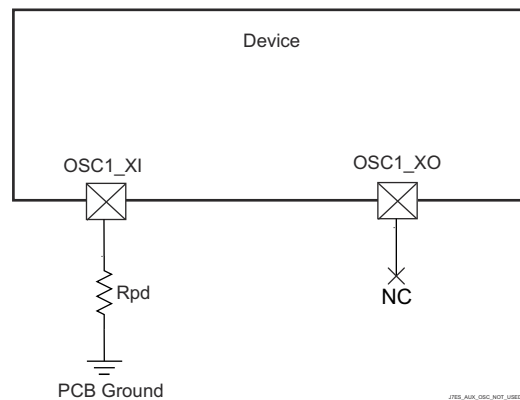 Device
OSC1_XI
OSC1_XO
Rpd
NC
PCB Ground
J7ES_AUX_OSC_NOT_USED